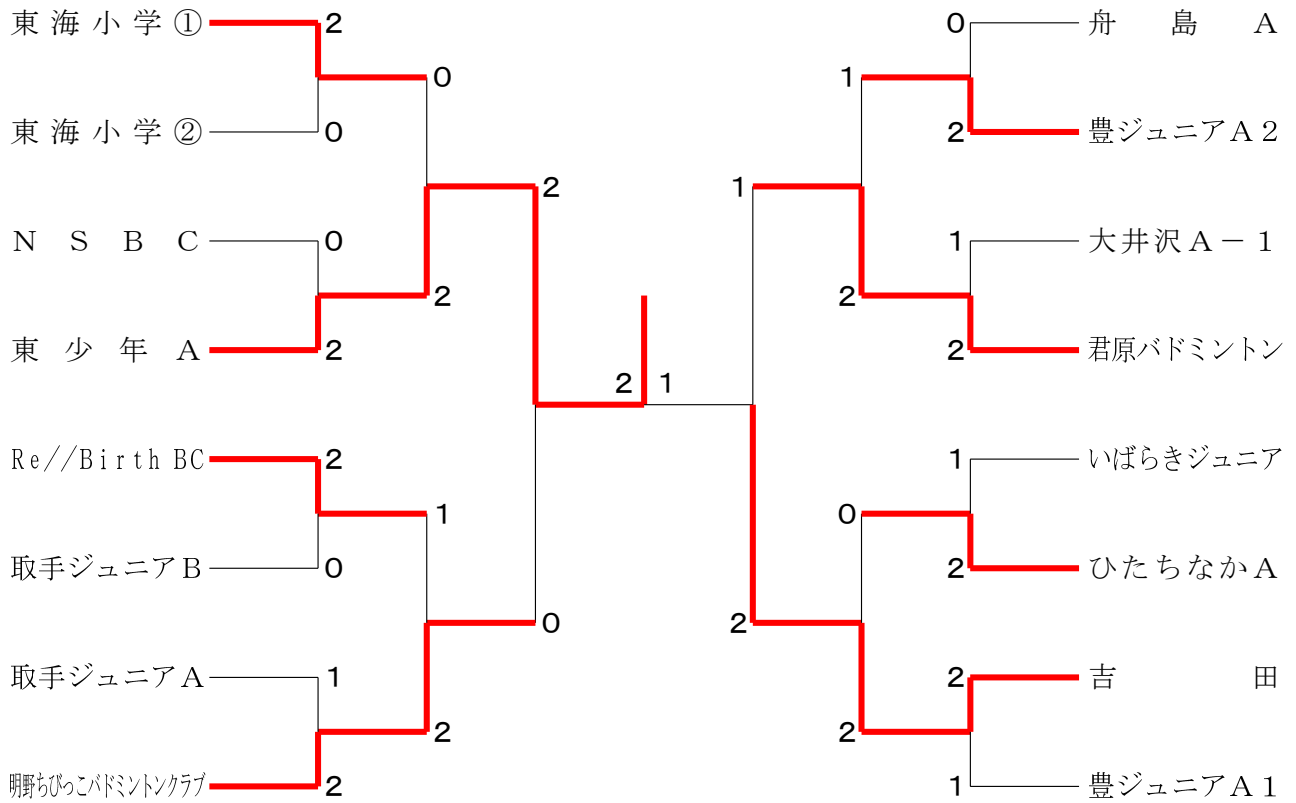 東海小学① 2 0 舟島A
0 1
東海小学② 0 2 豊ジュニアA2
2 1
NSBC 0 1 大井沢A－1
2 2
東少年A 2 2 君原バドミントン
2 1
Re//Birth BC 2 1 いばらきジュニア
1 0
取手ジュニアB 0 2 ひたちなかA
0 2
取手ジュニアA 1 2 吉田
2 2
明野ちびっこバドミントンクラブ 2 1 豊ジュニアA1